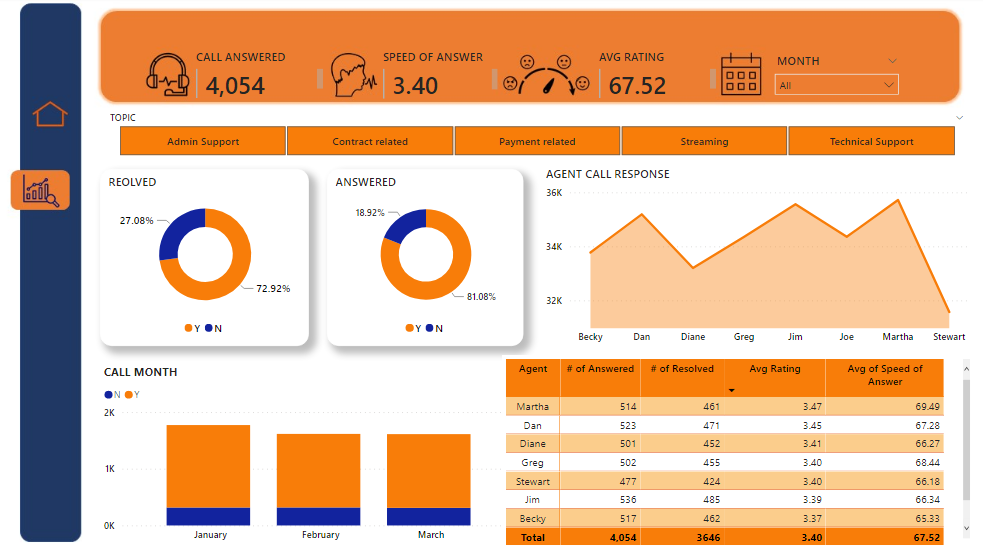 CALL ANSWERED
4,054
SPEED OF ANSWER
3.40
AVG RATING
67.52
MONTH
All
TOPIC
Admin Support
Contract related
Payment related
Streaming
Technical Support
REOLVED
27.08%
72.92%
Y N
ANSWERED
18.92%
81.08%
Y N
AGENT CALL RESPONSE
36K
34K
32K
Becky Dan Diane Greg Jim Joe Martha Stewart
CALL MONTH
N Y
2K
1K
0K
January February March
Agent # of Answered # of Resolved Avg Rating Avg of Speed of
Answer
Martha 514 461 3.47 69.49
Dan 523 471 3.45 67.28
Diane 501 452 3.41 66.27
Greg 502 455 3.40 68.44
Stewart 477 424 3.40 66.18
Jim 536 485 3.39 66.34
Becky 517 462 3.37 65.33
Total 4,054 3646 3.40 67.52